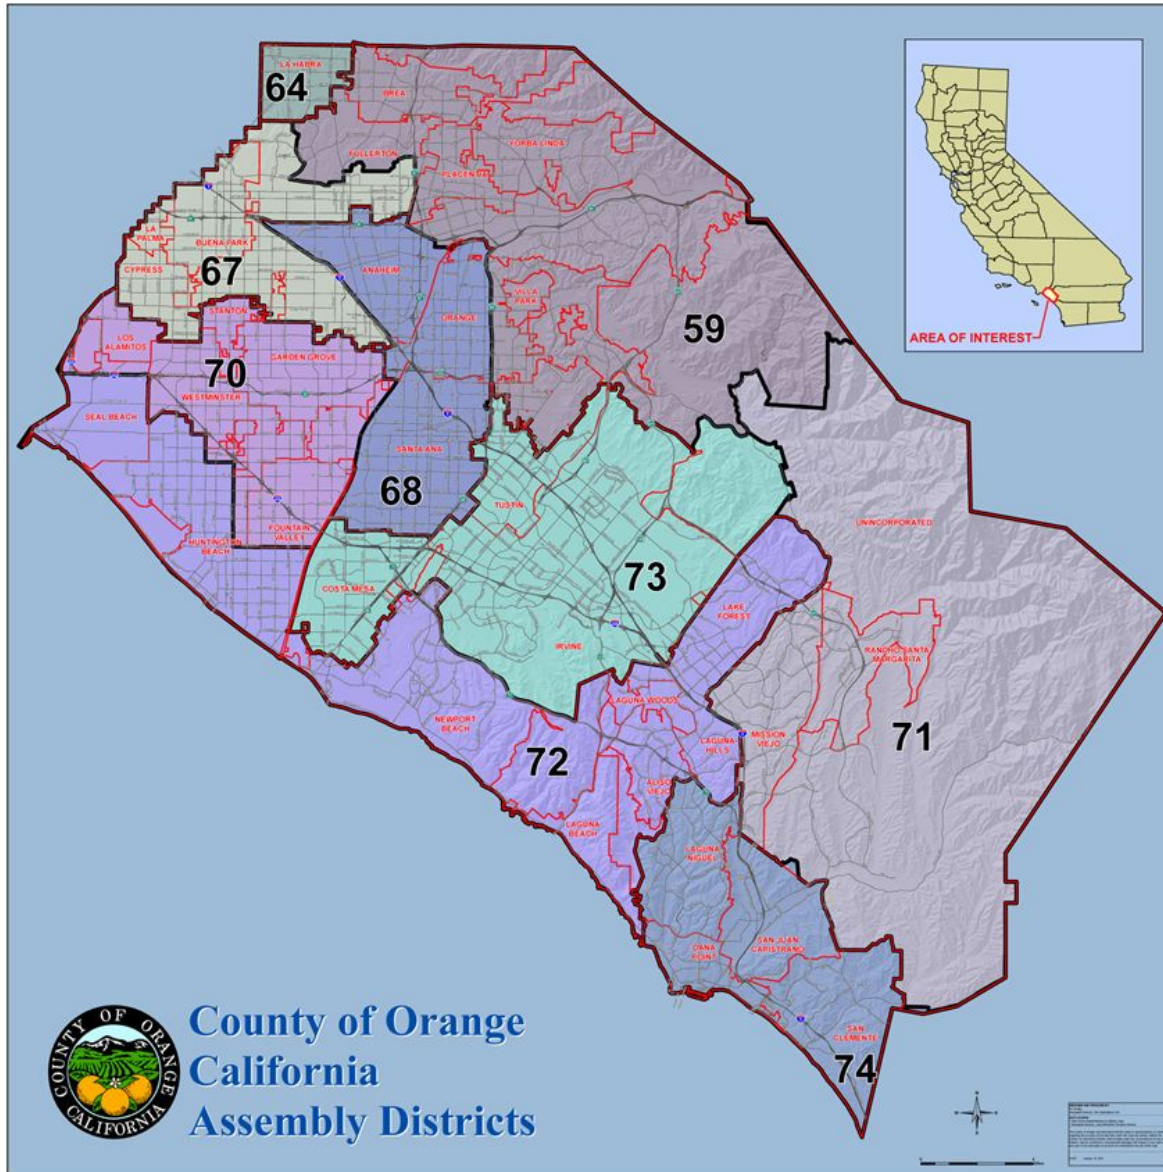 LA HABRA
64
BREA
YORBA LINDA
FULLERTON
PLACENTIA
LA
PALMA
BUENA PARK
CYPRESS
67
ANAHEIM
STANTON
ORANGE
VILLA
PARK
59
AREA OF INTEREST
LOS
ALAMITOS
GARDEN GROVE
70
WESTMINSTER
SEAL BEACH
SANTA ANA
68
TUSTIN
UNINCORPORATED
FOUNTAIN
VALLEY
HUNTINGTON
BEACH
COSTA MESA
73
LAKE
FOREST
IRVINE
RANCHO SANTA
MARGARITA
LAGUNA WOODS
NEWPORT
BEACH
LAGUNA
HILLS
MISSION
VIEJO
71
72
ALISO
VIEJO
LAGUNA
BEACH
LAGUNA
NIGUEL
DANA
POINT
SAN JUAN
CAPISTRANO
SAN
CLEMENTE
74
COUNTY OF ORANGE
CALIFORNIA
County of Orange
California
Assembly Districts